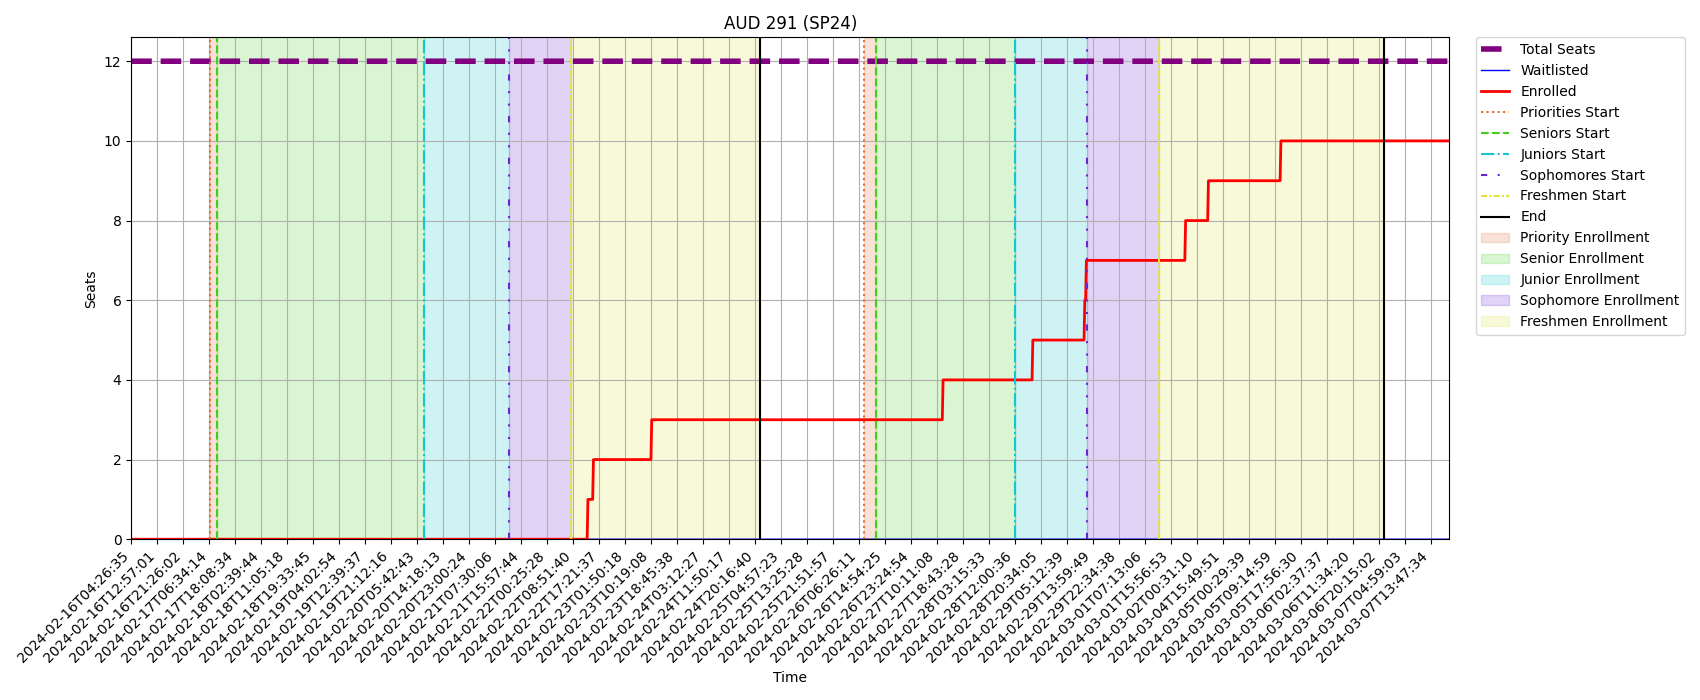 AUD 291 (SP24)
Seats
12
10
8
6
4
2
0
2024-02-16T04:26:35
2024-02-16T12:57:01
2024-02-16T21:26:02
2024-02-17T06:34:14
2024-02-17T18:08:34
2024-02-18T02:39:44
2024-02-18T11:05:18
2024-02-18T19:33:45
2024-02-19T04:02:54
2024-02-19T12:39:37
2024-02-19T21:12:16
2024-02-20T05:42:43
2024-02-20T14:18:13
2024-02-20T23:00:24
2024-02-21T07:30:06
2024-02-21T15:57:44
2024-02-22T00:25:28
2024-02-22T08:51:40
2024-02-22T17:21:37
2024-02-23T01:50:18
2024-02-23T10:19:08
2024-02-23T18:45:38
2024-02-24T03:12:27
2024-02-24T11:50:17
2024-02-24T20:16:40
2024-02-25T04:57:23
2024-02-25T13:25:28
2024-02-25T21:51:57
2024-02-26T06:26:11
2024-02-26T14:54:25
2024-02-26T23:24:54
2024-02-27T10:11:08
2024-02-27T18:43:28
2024-02-28T03:15:33
2024-02-28T12:00:36
2024-02-28T20:34:05
2024-02-29T05:12:39
2024-02-29T13:59:49
2024-02-29T22:34:38
2024-03-01T07:13:06
2024-03-01T15:56:53
2024-03-02T00:31:10
2024-03-04T15:49:51
2024-03-05T00:29:39
2024-03-05T09:14:59
2024-03-05T17:56:30
2024-03-06T02:37:37
2024-03-06T11:34:20
2024-03-06T20:15:02
2024-03-07T04:59:03
2024-03-07T13:47:34
Time
Total Seats
Waitlisted
Enrolled
Priorities Start
Seniors Start
Juniors Start
Sophomores Start
Freshmen Start
End
Priority Enrollment
Senior Enrollment
Junior Enrollment
Sophomore Enrollment
Freshmen Enrollment